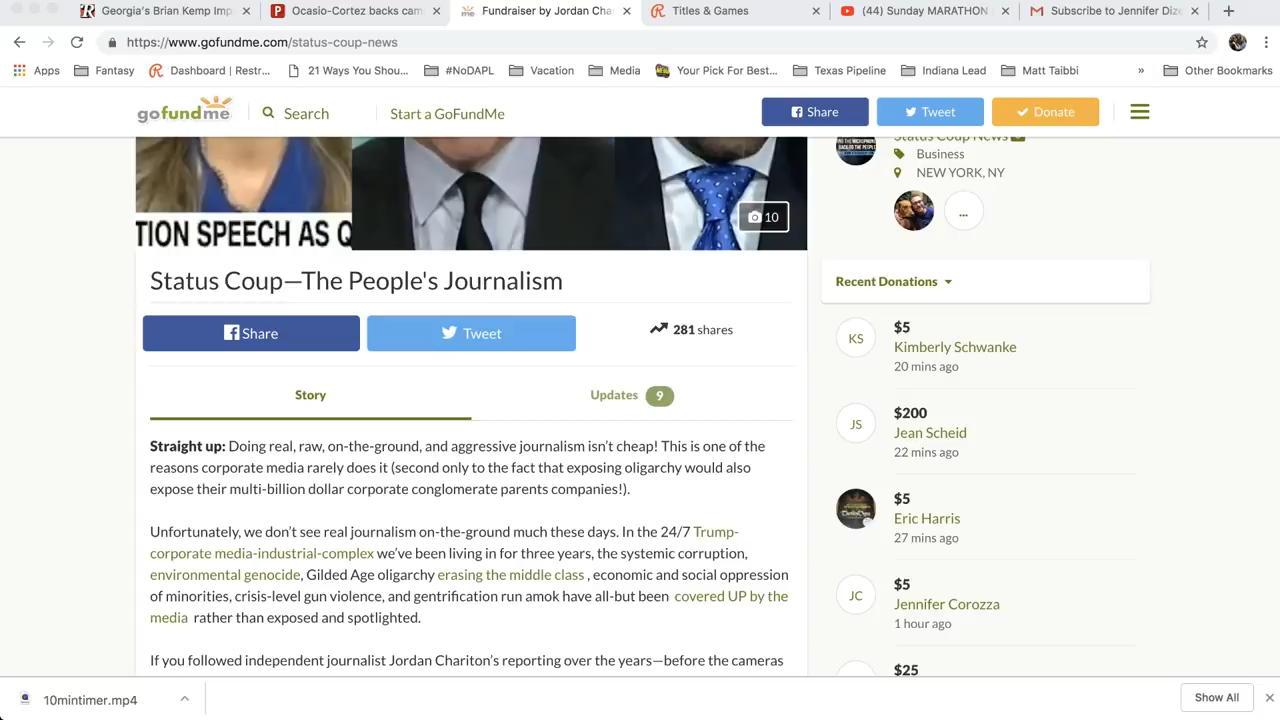 Georgia's Brian Kemp Imp
Ocasio-Cortez backs cam
Fundraiser by Jordan Cha
Titles & Games
(44) Sunday MARATHON
Subscribe to Jennifer Dize
https://www.gofundme.com/status-coup-news
Apps
Fantasy
Dashboard | Restr...
21 Ways You Shou...
#NoDAPL
Vacation
Media
Your Pick For Best...
Texas Pipeline
Indiana Lead
Matt Taibbi
»
Other Bookmarks
gofundme
Search
Start a GoFundMe
Share
Tweet
Donate
Status Coup News
Business
NEW YORK, NY
...
TION SPEECH AS Q
10
Status Coup—The People's Journalism
Share
Tweet
281 shares
Story
Updates 9
Straight up: Doing real, raw, on-the-ground, and aggressive journalism isn't cheap! This is one of the
reasons corporate media rarely does it (second only to the fact that exposing oligarchy would also
expose their multi-billion dollar corporate conglomerate parents companies!).
Unfortunately, we don't see real journalism on-the-ground much these days. In the 24/7 Trump-
corporate media-industrial-complex we've been living in for three years, the systemic corruption,
environmental genocide, Gilded Age oligarchy erasing the middle class , economic and social oppression
of minorities, crisis-level gun violence, and gentrification run amok have all-but been covered UP by the
media rather than exposed and spotlighted.
If you followed independent journalist Jordan Chariton's reporting over the years—before the cameras
Recent Donations
KS
$5
Kimberly Schwanke
20 mins ago
JS
$200
Jean Scheid
22 mins ago
$5
Eric Harris
27 mins ago
JC
$5
Jennifer Corozza
1 hour ago
$25
10mintimer.mp4
Show All